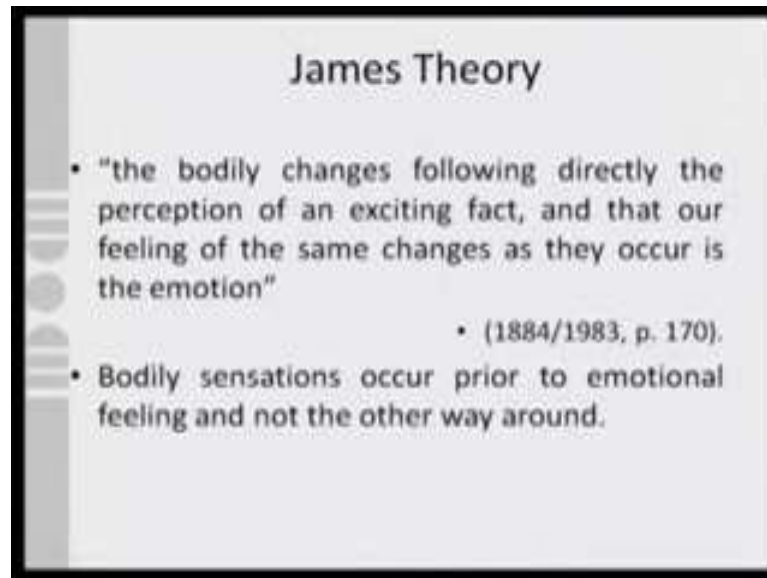 James Theory
• "the bodily changes following directly the
perception of an exciting fact, and that our
feeling of the same changes as they occur is
the emotion"
• (1884/1983, p. 170).
• Bodily sensations occur prior to emotional
feeling and not the other way around.